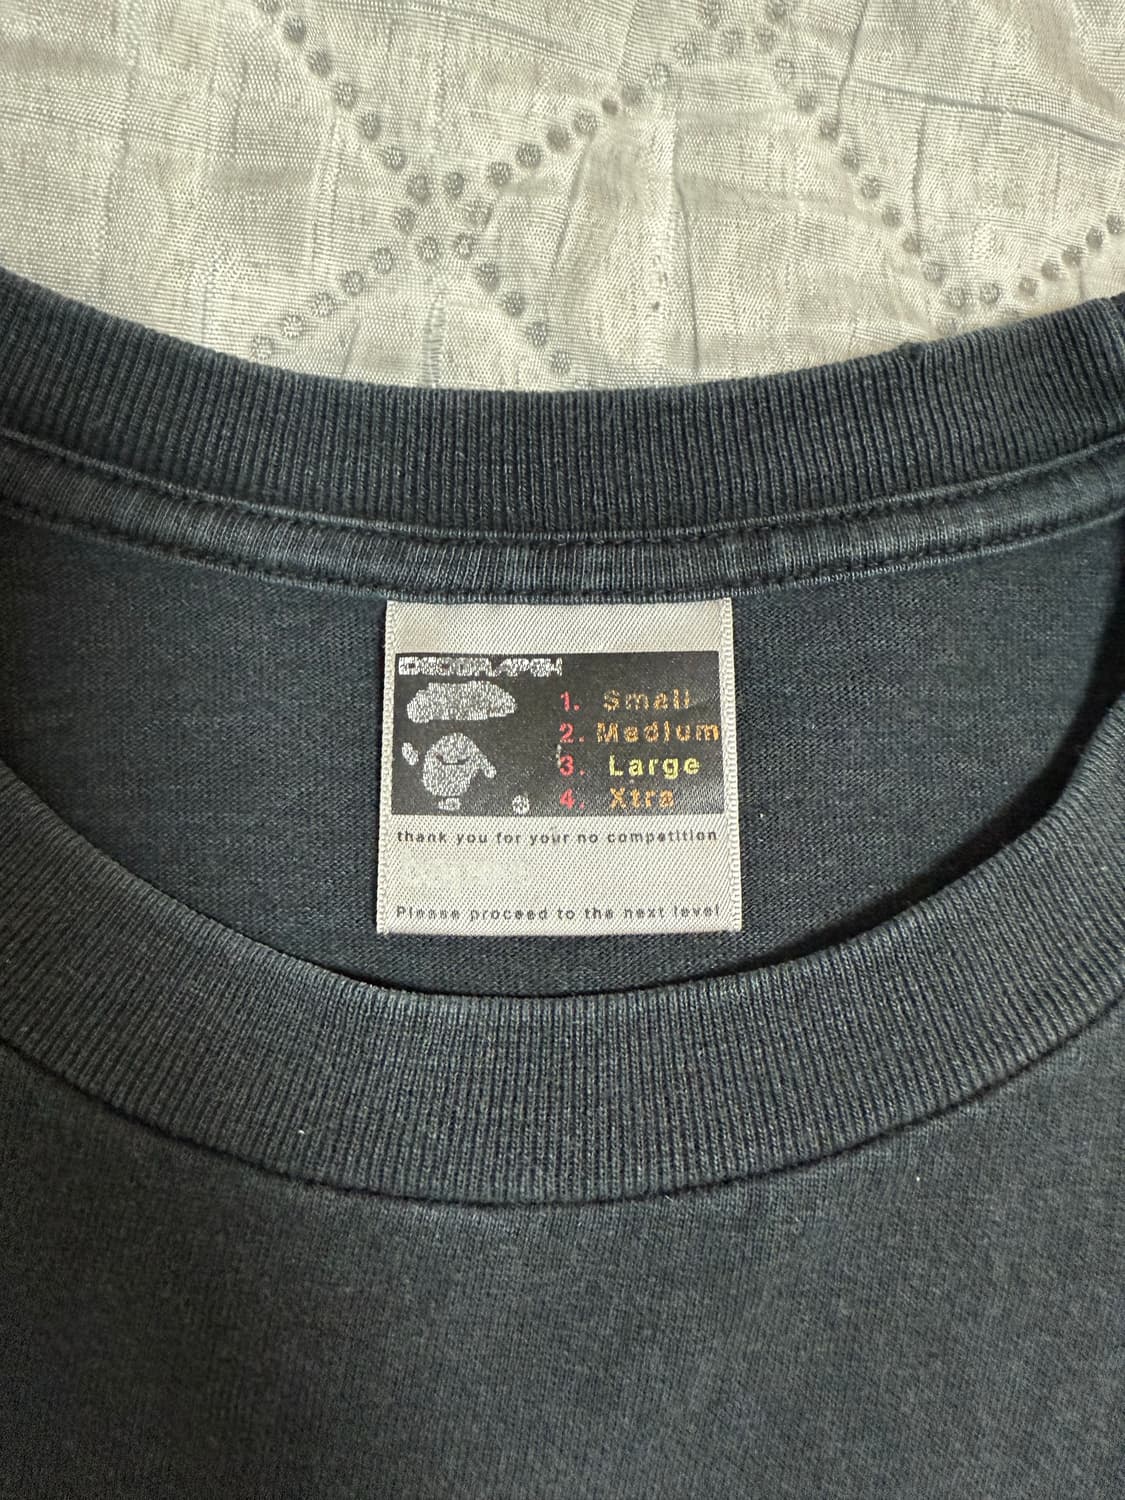 1. Small
2. Medium
3. Large
4. Xtra
thank you for your no competition
Please proceed to the next level